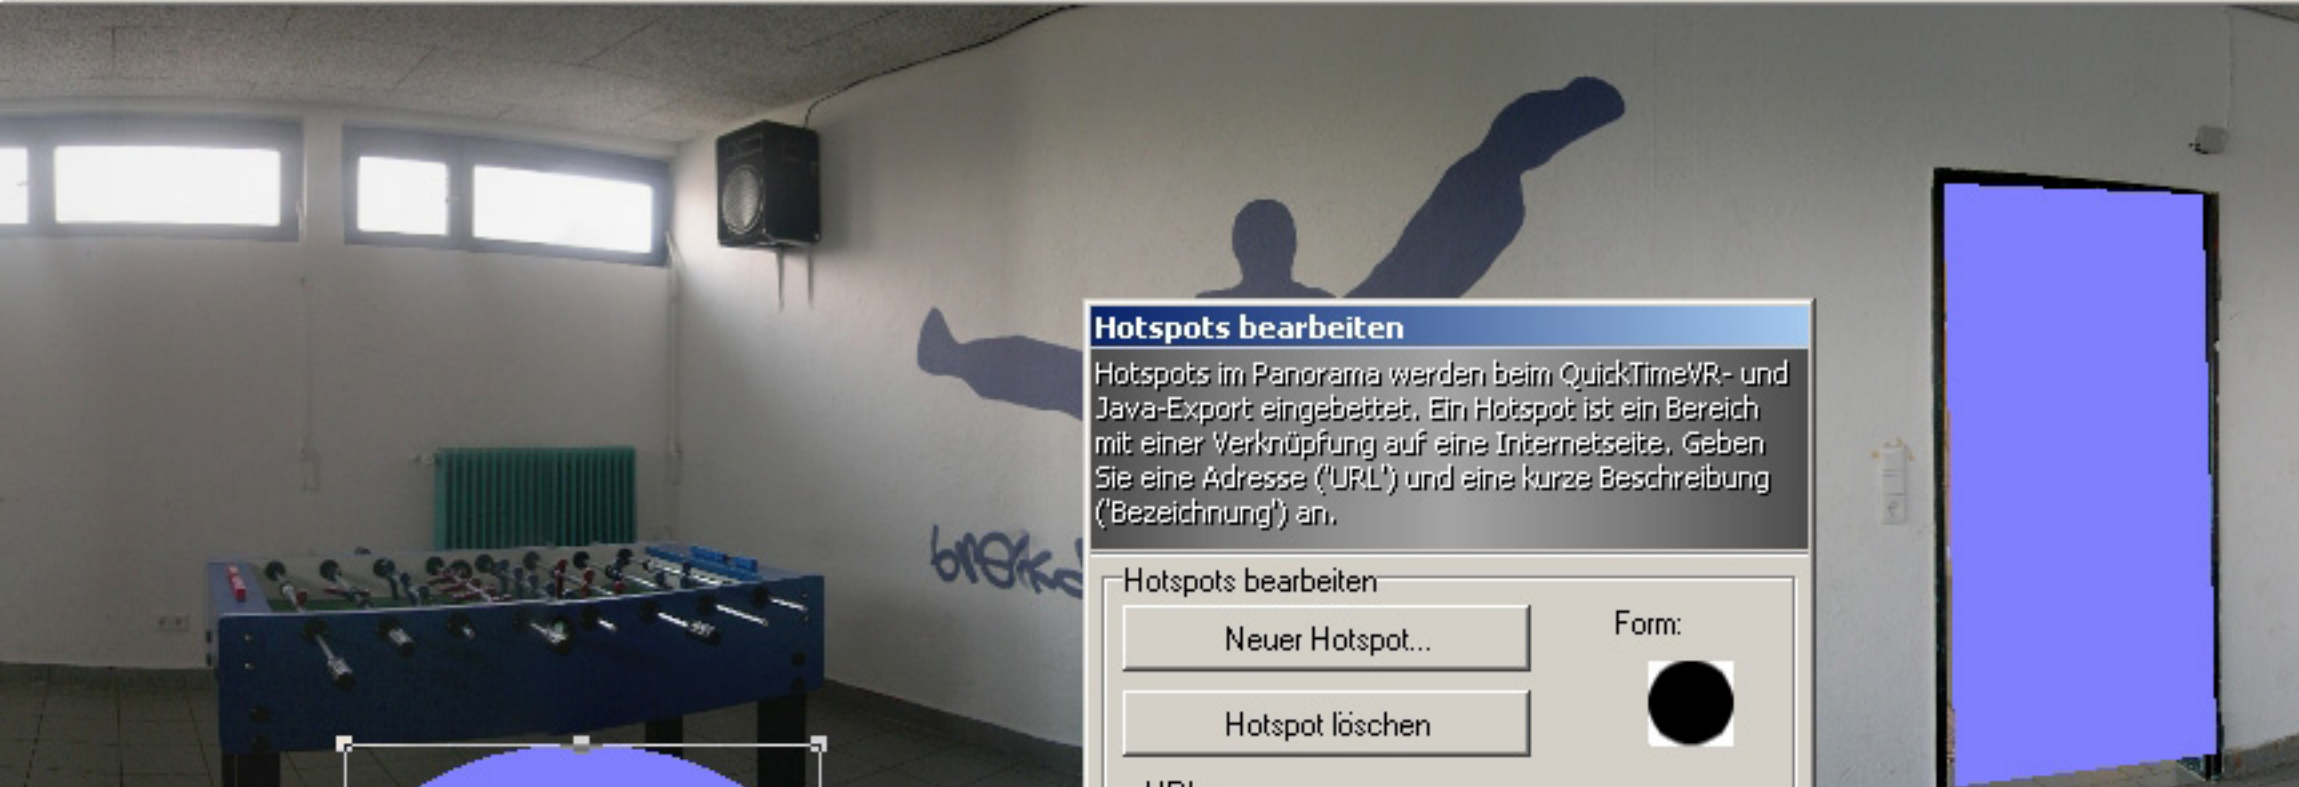 Hotspots bearbeiten
Hotspots im Panorama werden beim QuickTimeVR- und
Java-Export eingebettet. Ein Hotspot ist ein Bereich
mit einer Verknüpfung auf eine Internetseite. Geben
Sie eine Adresse ('URL') und eine kurze Beschreibung
('Bezeichnung') an.
Hotspots bearbeiten
Neuer Hotspot...
Form:
Hotspot löschen
URL